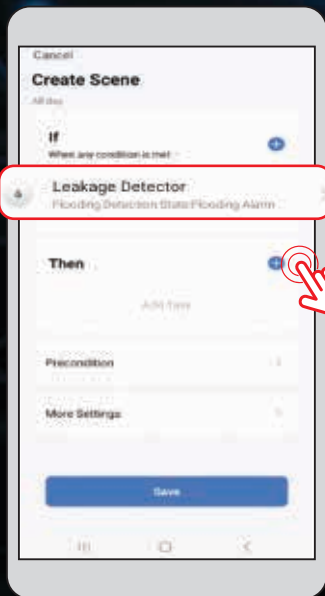 Cancel
Create Scene
All day
If
When any condition is met
Leakage Detector
Flooding Detection State:Flooding Alarm
Then
Add Task
Precondition
More Settings
Save